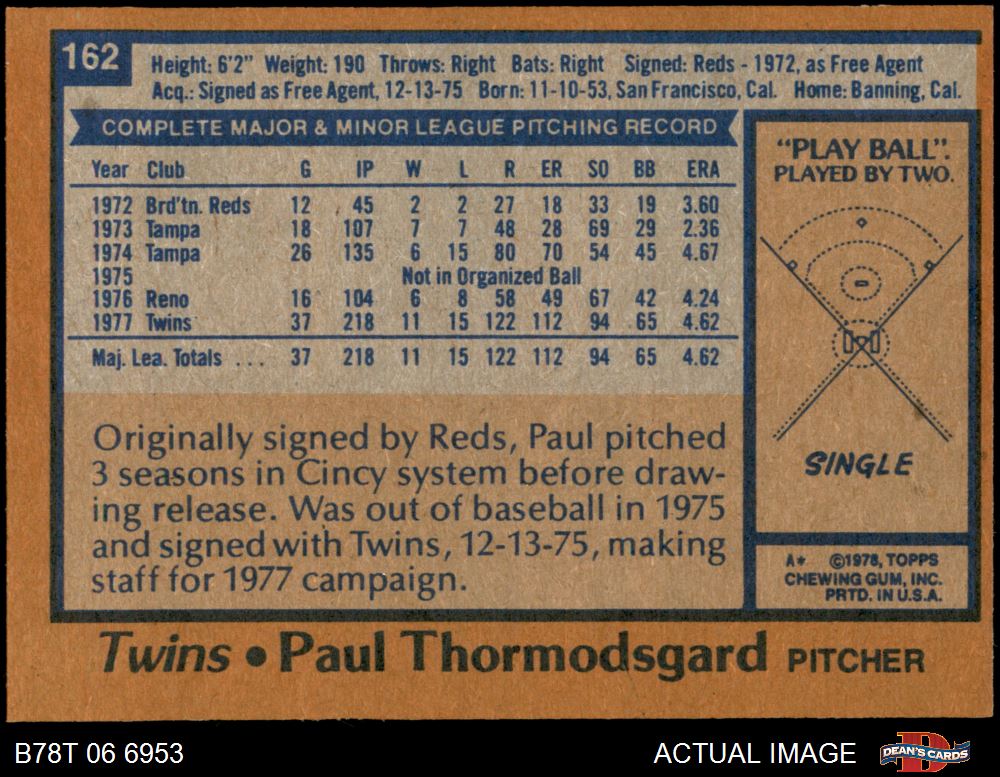 162
Height: 6'2" Weight: 190 Throws: Right Bats: Right Signed: Reds - 1972, as Free Agent
Acq.: Signed as Free Agent, 12-13-75 Born: 11-10-53, San Francisco, Cal. Home: Banning, Cal.
COMPLETE MAJOR & MINOR LEAGUE PITCHING RECORD
Year Club G IP W L R ER SO BB ERA
1972 Brd'tn. Reds 12 45 2 2 27 18 33 19 3.60
1973 Tampa 18 107 7 7 48 28 69 29 2.36
1974 Tampa 26 135 6 15 80 70 54 45 4.67
1975 Not in Organized Ball
1976 Reno 16 104 6 8 58 49 67 42 4.24
1977 Twins 37 218 11 15 122 112 94 65 4.62
Maj. Lea. Totals ... 37 218 11 15 122 112 94 65 4.62
Originally signed by Reds, Paul pitched
3 seasons in Cincy system before draw-
ing release. Was out of baseball in 1975
and signed with Twins, 12-13-75, making
staff for 1977 campaign.
"PLAY BALL".
PLAYED BY TWO.
SINGLE
A* ©1978, TOPPS
CHEWING GUM, INC.
PRTD. IN U.S.A.
Twins • Paul Thormodsgard PITCHER
B78T 06 6953
ACTUAL IMAGE
DEAN'S CARDS